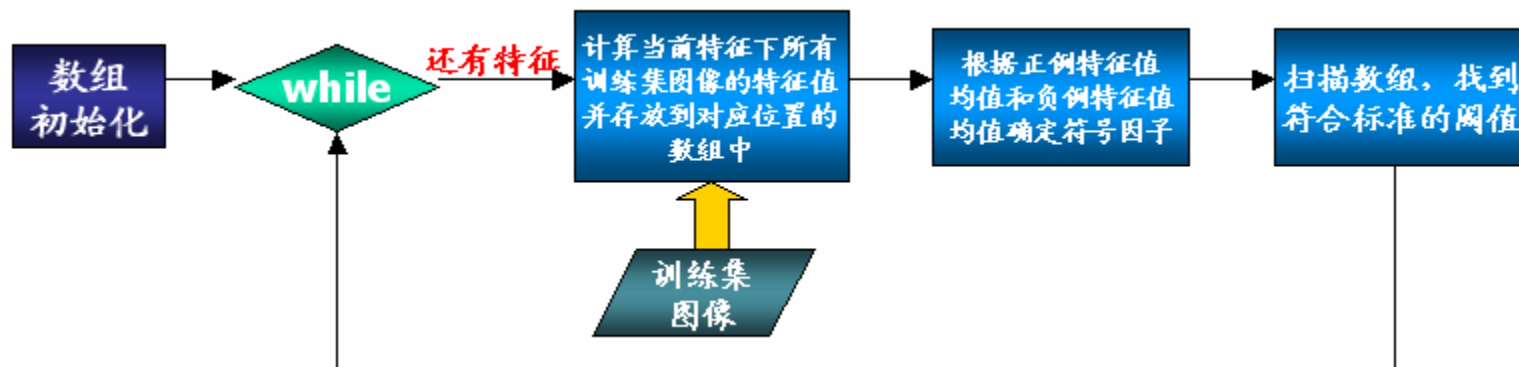 数组
初始化
while
还有特征
计算当前特征下所有
训练集图像的特征值
并存放到对应位置的
数组中
训练集
图像
根据正例特征值
均值和负例特征值
均值确定符号因子
扫描数组，找到
符合标准的阈值